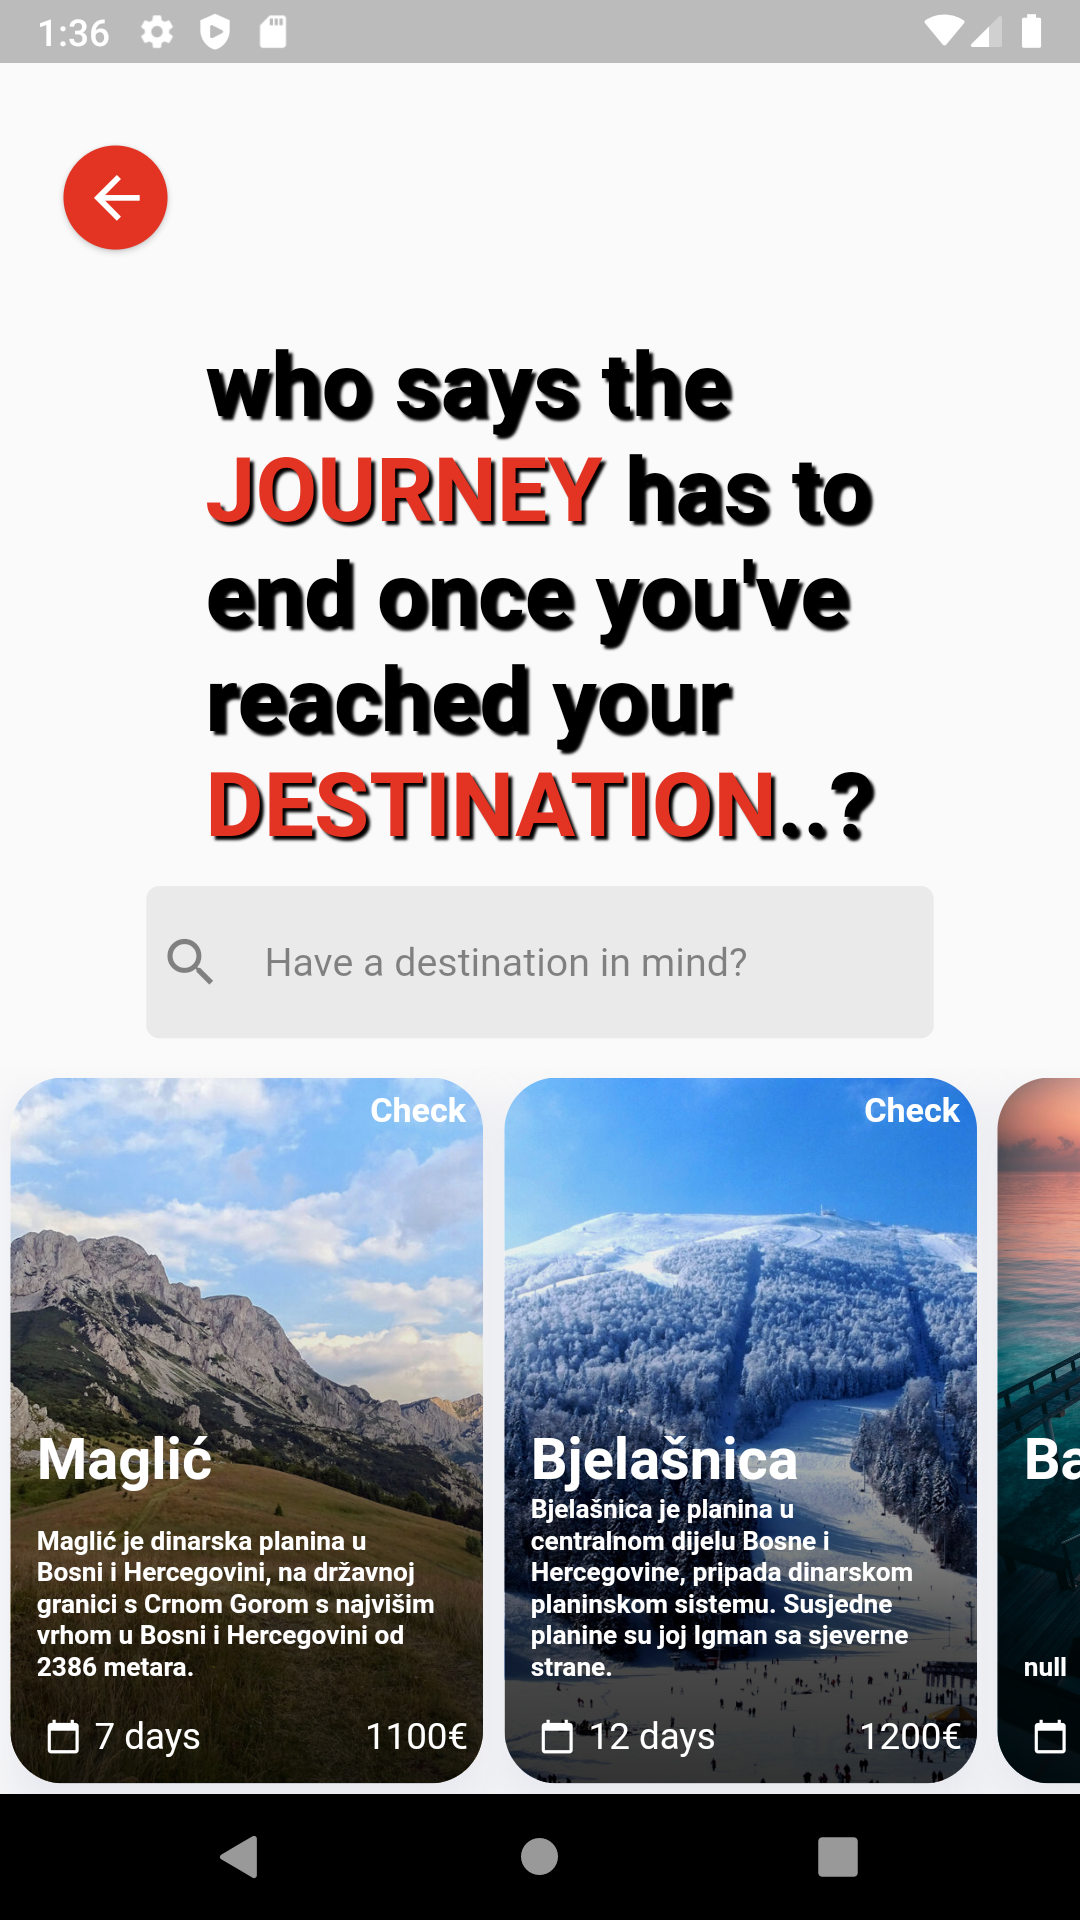 1:36
who says the
JOURNEY has to
end once you've
reached your
DESTINATION..?
Have a destination in mind?
Check
Maglić
Maglić je dinarska planina u
Bosni i Hercegovini, na državnoj
granici s Crnom Gorom s najvišim
vrhom u Bosni i Hercegovini od
2386 metara.
7 days 1100€
Check
Bjelašnica
Bjelašnica je planina u
centralnom dijelu Bosne i
Hercegovine, pripada dinarskom
planinskom sistemu. Susjedne
planine su joj Igman sa sjeverne
strane.
12 days 1200€
Ba
null